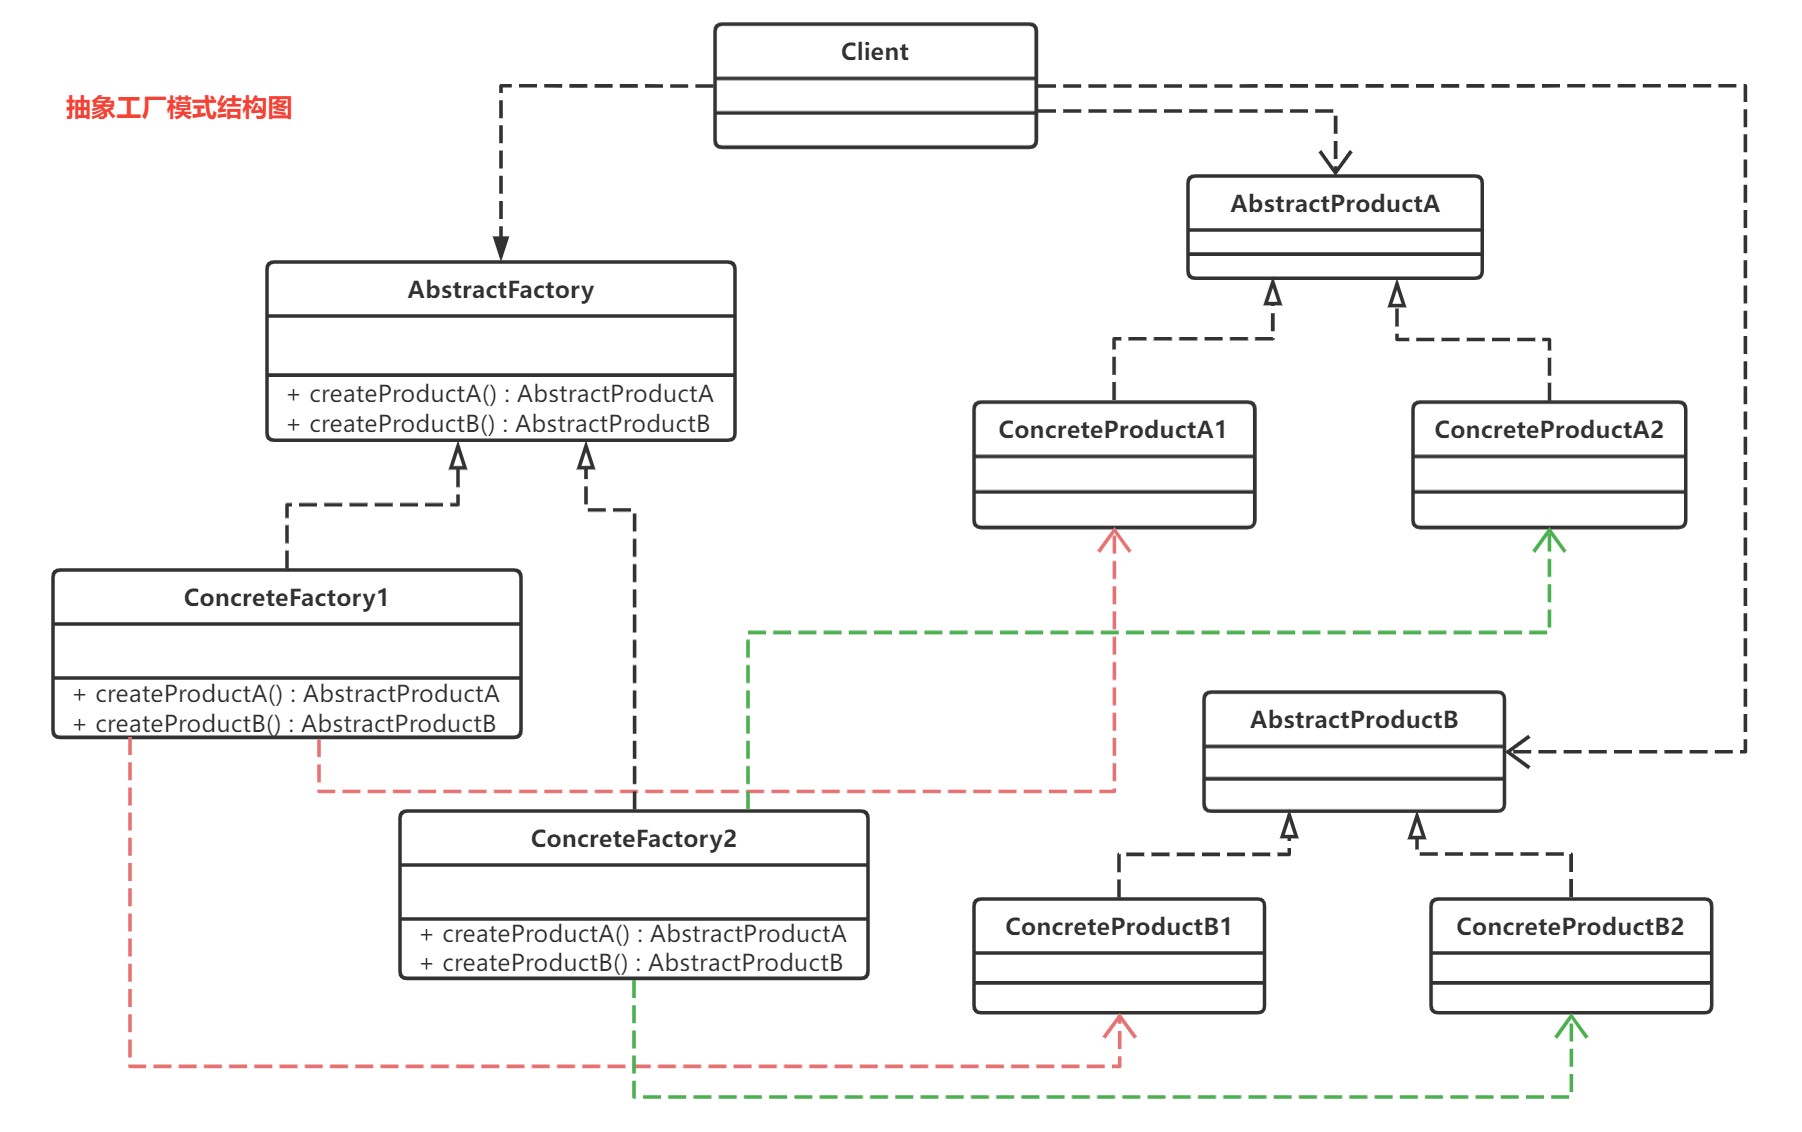 Client
抽象工厂模式结构图
AbstractProductA
AbstractFactory
+ createProductA() : AbstractProductA
+ createProductB() : AbstractProductB
ConcreteProductA1
ConcreteProductA2
ConcreteFactory1
+ createProductA() : AbstractProductA
+ createProductB() : AbstractProductB
AbstractProductB
ConcreteFactory2
+ createProductA() : AbstractProductA
+ createProductB() : AbstractProductB
ConcreteProductB1
ConcreteProductB2